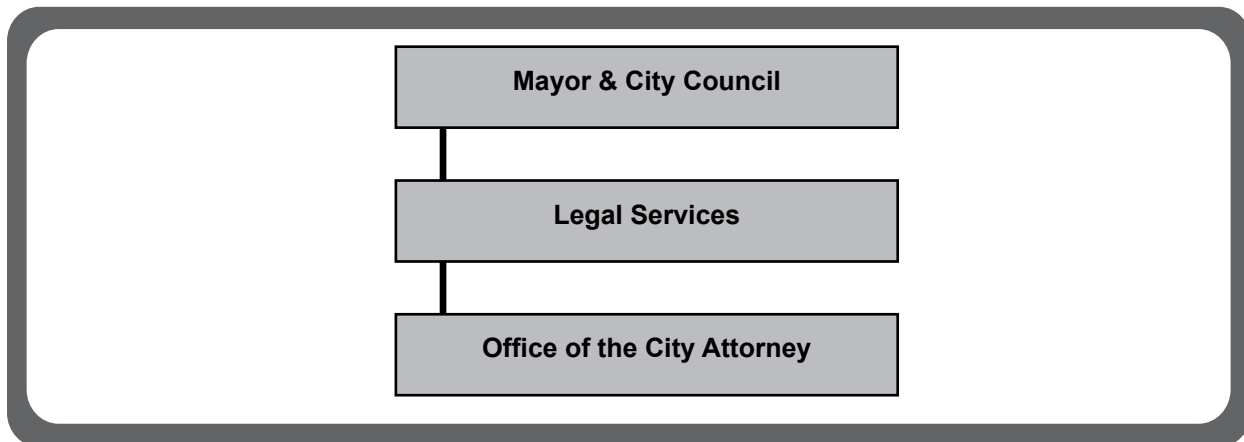 Mayor & City Council
Legal Services
Office of the City Attorney